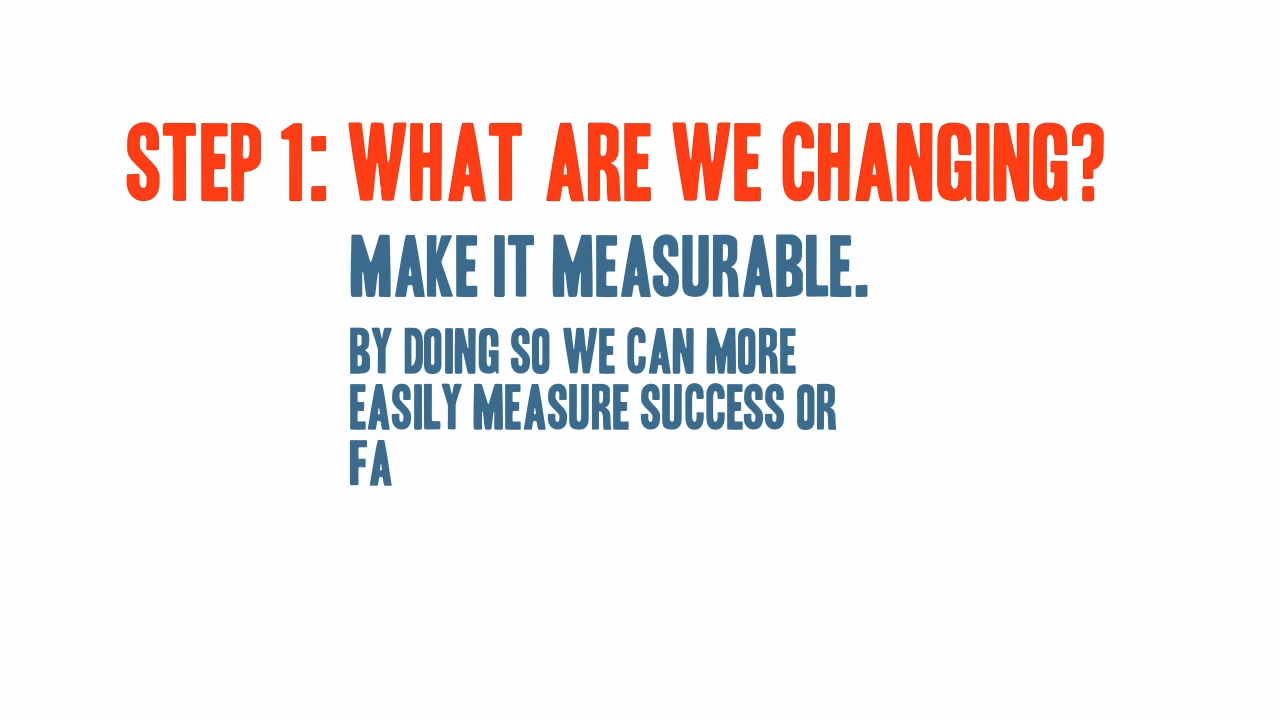 STEP 1: WHAT ARE WE CHANGING?
MAKE IT MEASURABLE.
BY DOING SO WE CAN MORE
EASILY MEASURE SUCCESS OR
FA